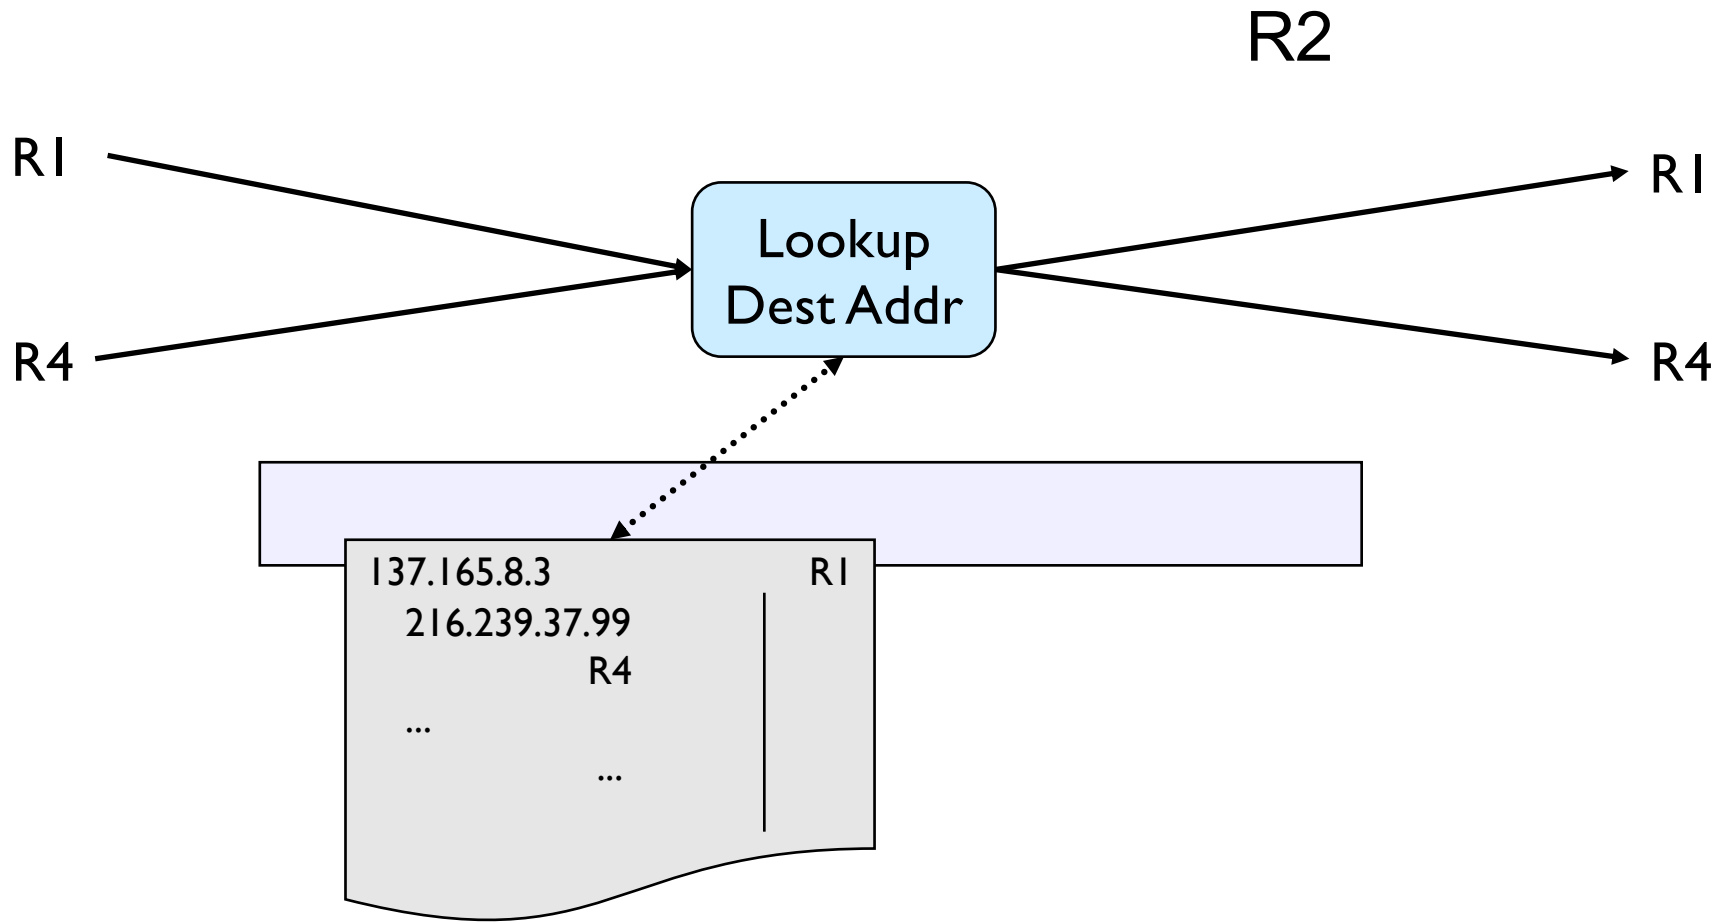 R2
R1
R1
Lookup
Dest Addr
R4
R4
137.165.8.3 R1
216.239.37.99
R4
...
...